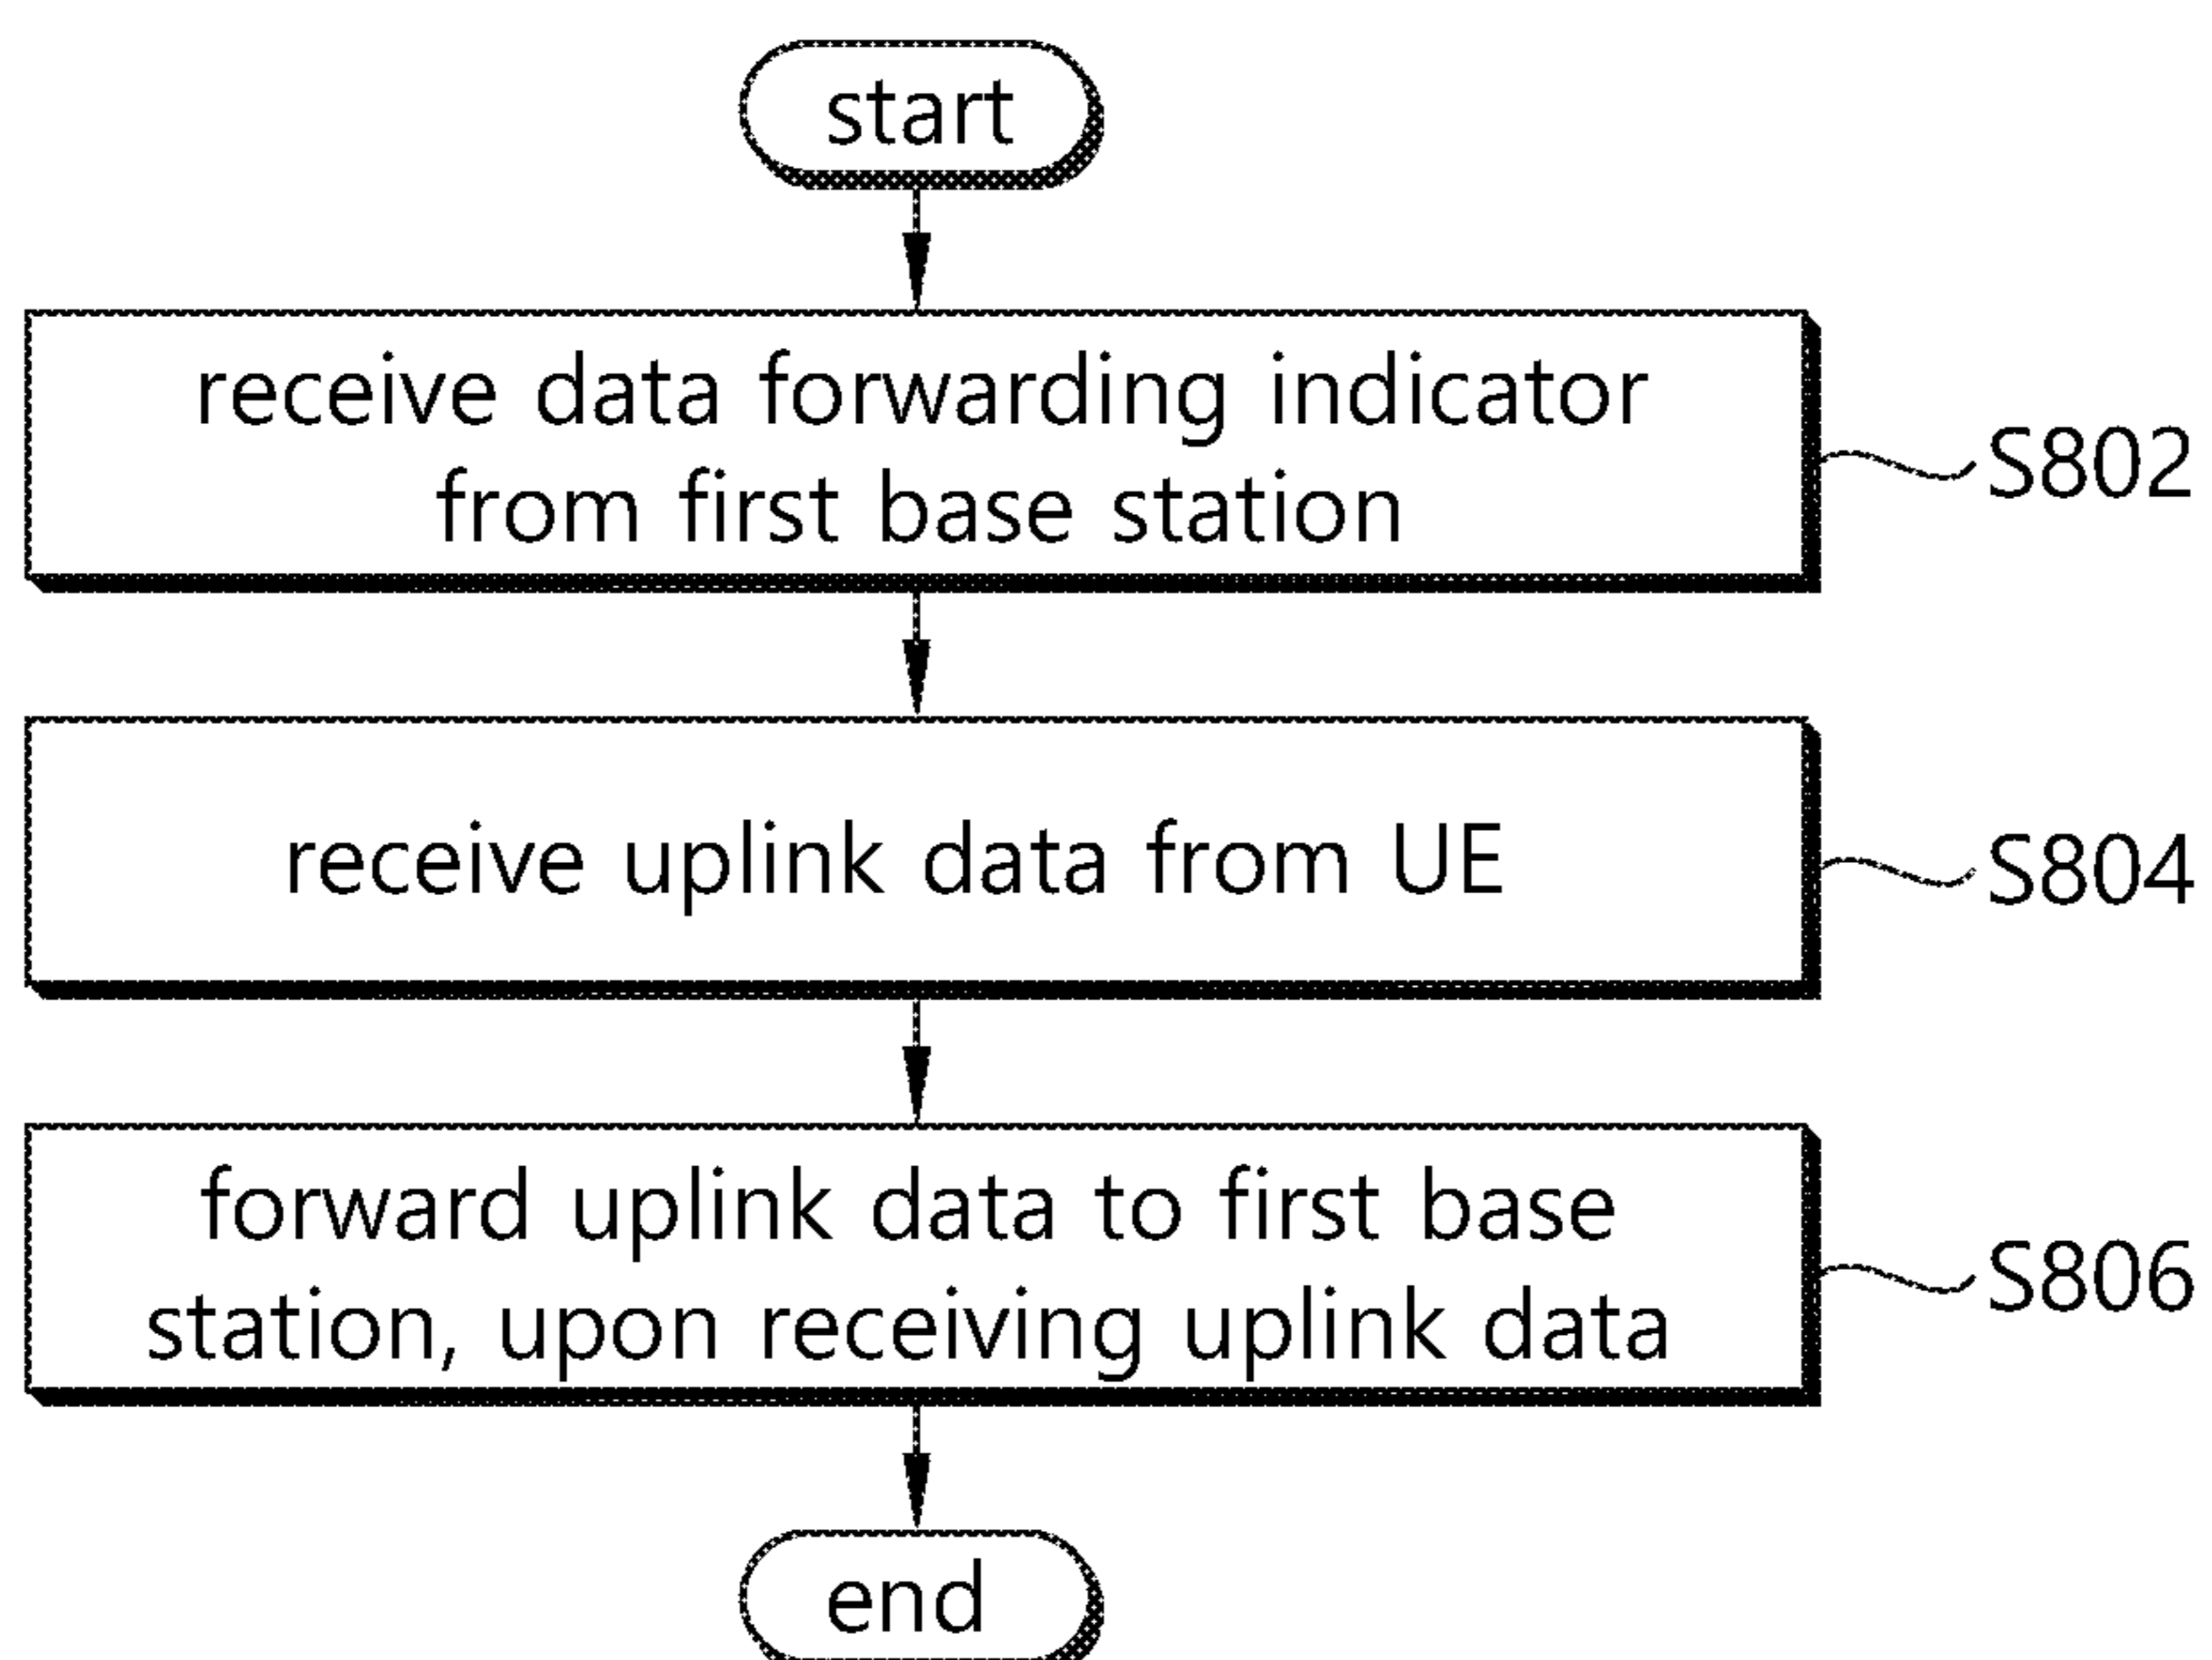 start
receive data forwarding indicator
from first base station
S802
receive uplink data from UE
S804
forward uplink data to first base
station, upon receiving uplink data
S806
end